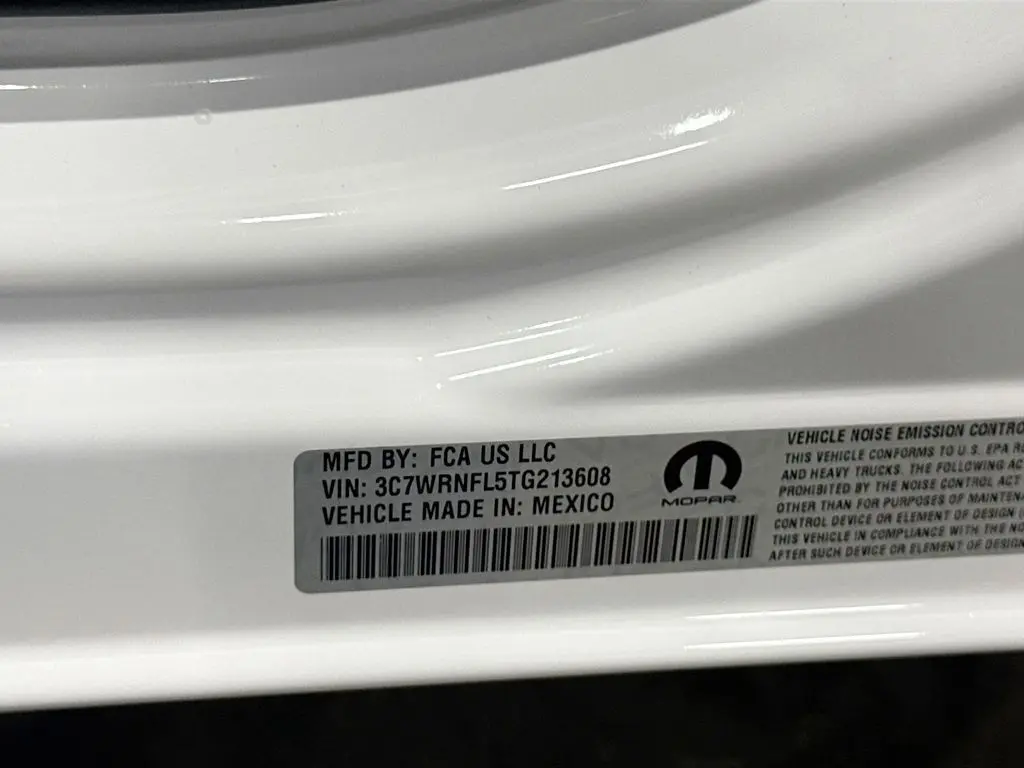 MFD BY: FCA US LLC
VIN: 3C7WRNFL5TG213608
VEHICLE MADE IN: MEXICO
MOPAR
VEHICLE NOISE EMISSION CONTRO
THIS VEHICLE CONFORMS TO U.S. EPA R
AND HEAVY TRUCKS. THE FOLLOWING AC
PROHIBITED BY THE NOISE CONTROL ACT
OTHER THAN FOR PURPOSES OF MAINTENA
CONTROL DEVICE OR ELEMENT OF DESIGN (
THIS VEHICLE IN COMPLIANCE WITH THE NO
AFTER SUCH DEVICE OR ELEMENT OF DESIGN